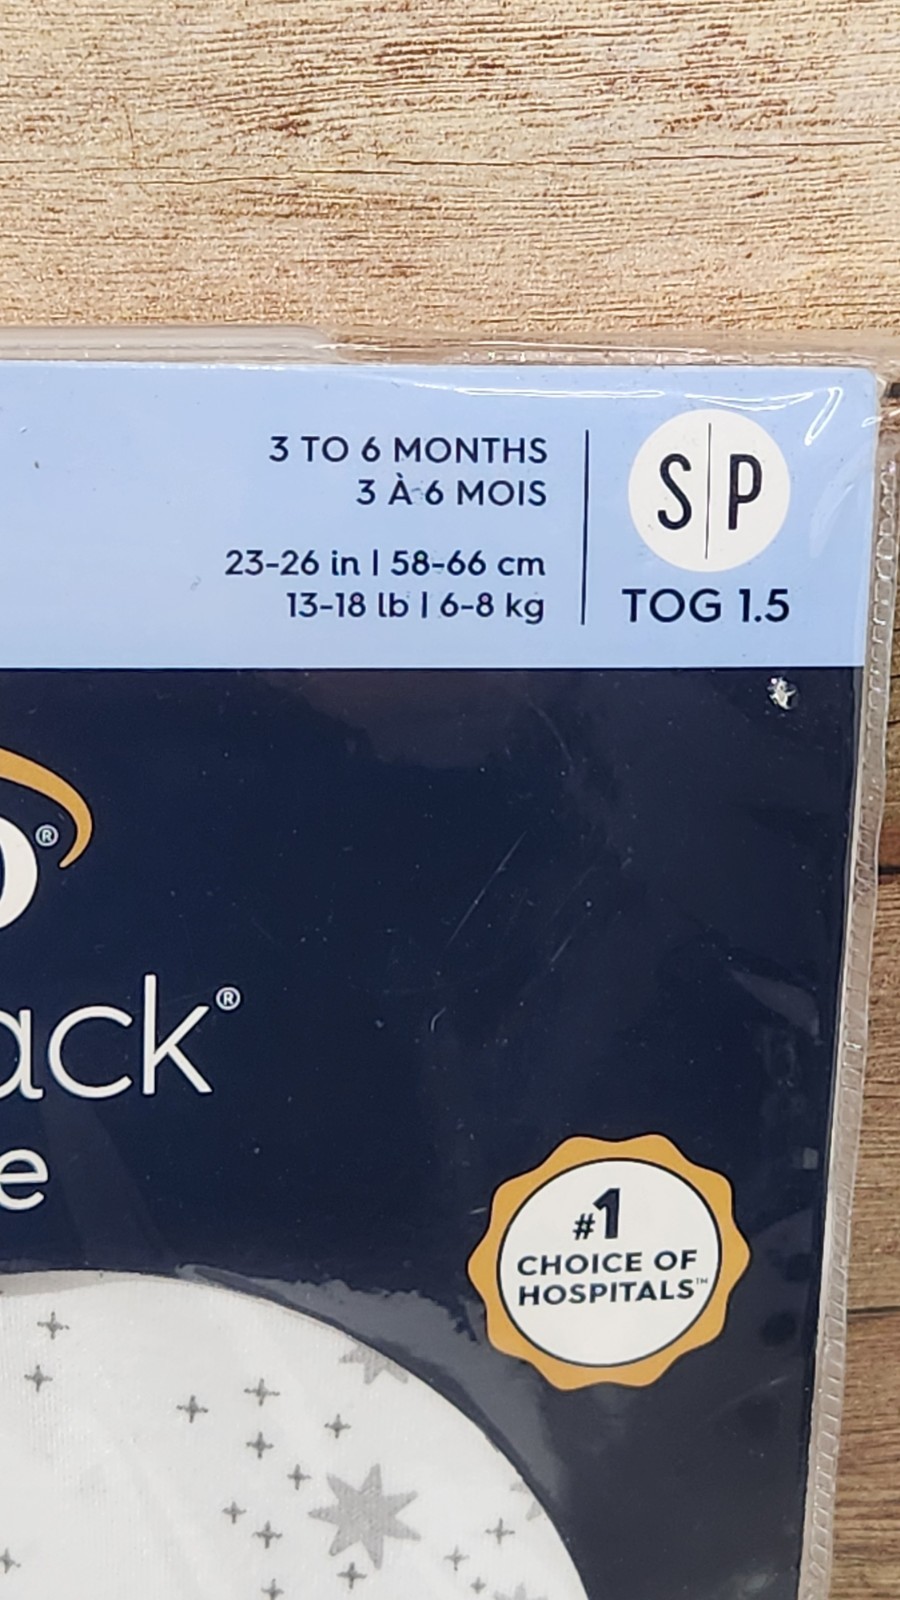 3 TO 6 MONTHS
3 À 6 MOIS
23-26 in | 58-66 cm
13-18 lb | 6-8 kg
S|P
TOG 1.5
®
ack®
e
#1
CHOICE OF
HOSPITALS™